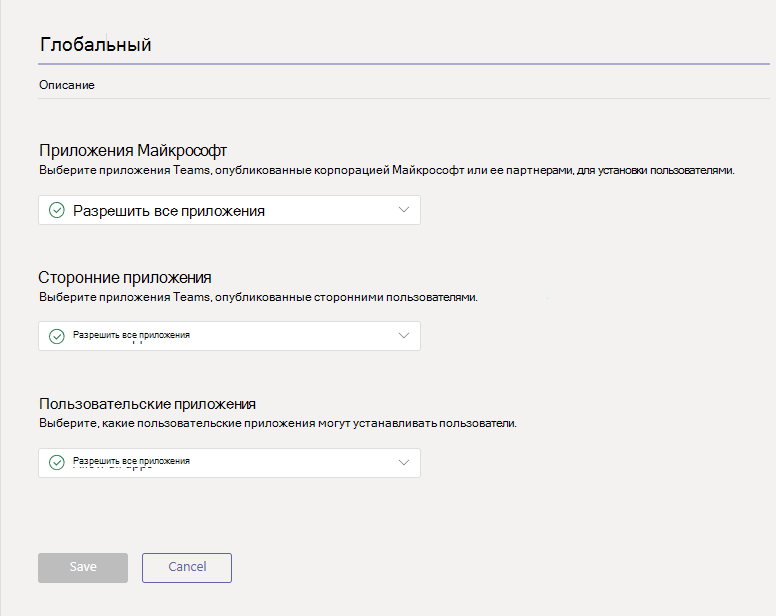 Глобальный
Описание
Приложения Майкрософт
Выберите приложения Teams, опубликованные корпорацией Майкрософт или ее партнерами, для установки пользователями.
Разрешить все приложения
Сторонние приложения
Выберите приложения Teams, опубликованные сторонними пользователями.
Разрешить все приложения
Пользовательские приложения
Выберите, какие пользовательские приложения могут устанавливать пользователи.
Разрешить все приложения
Save
Cancel